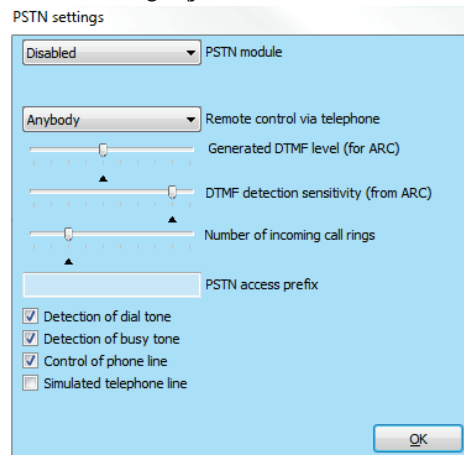 PSTN settings
Disabled PSTN module
Anybody Remote control via telephone
Generated DTMF level (for ARC)
DTMF detection sensitivity (from ARC)
Number of incoming call rings
PSTN access prefix
Detection of dial tone
Detection of busy tone
Control of phone line
Simulated telephone line
OK